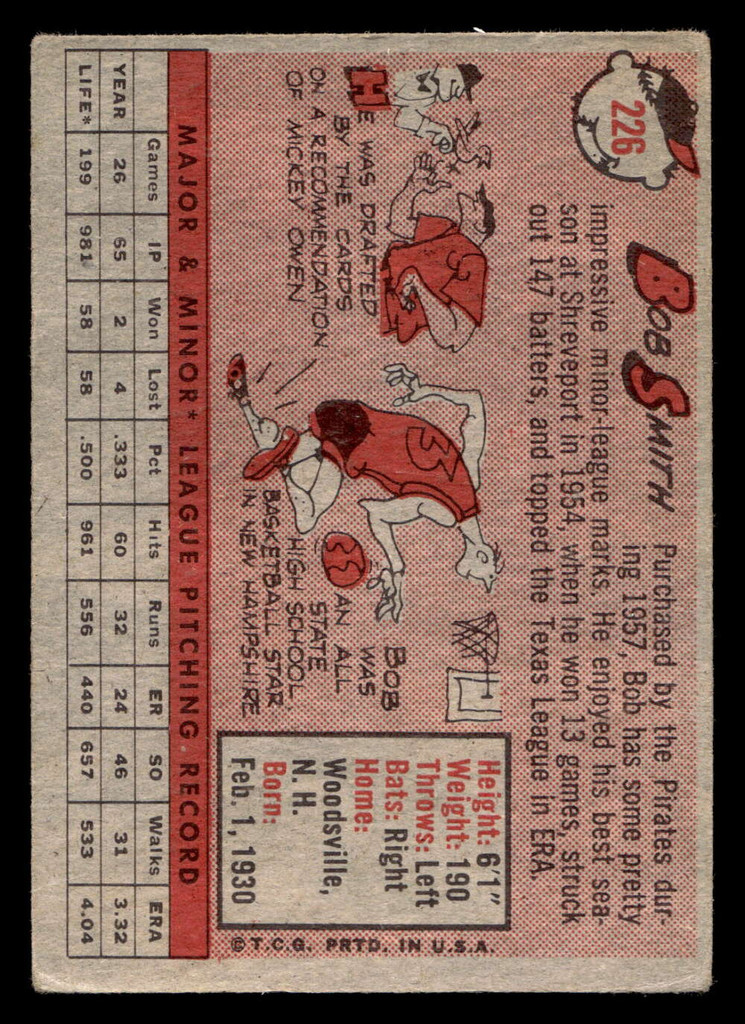 226
BOB SMITH
Purchased by the Pirates dur-
ing 1957, Bob has some pretty
impressive minor-league marks. He enjoyed his best sea-
son at Shreveport in 1954, when he won 13 games, struck
out 147 batters, and topped the Texas League in ERA.
HE WAS DRAFTED
BY THE CARDS
ON A RECOMMENDATION
OF MICKEY OWEN
3
BOB
WAS
AN ALL
STATE
HIGH SCHOOL
BASKETBALL STAR
IN NEW HAMPSHIRE
Height: 6'1"
Weight: 190
Throws: Left
Bats: Right
Home:
Woodsville,
N. H.
Born:
Feb. 1, 1930
© T.C.G. PRTD. IN U.S.A.
MAJOR & MINOR* LEAGUE PITCHING RECORD
Games IP Won Lost Pct Hits Runs ER SO Walks ERA
YEAR 26 65 2 4 .333 60 32 24 46 31 3.32
LIFE* 199 981 58 58 .500 961 556 440 657 533 4.04